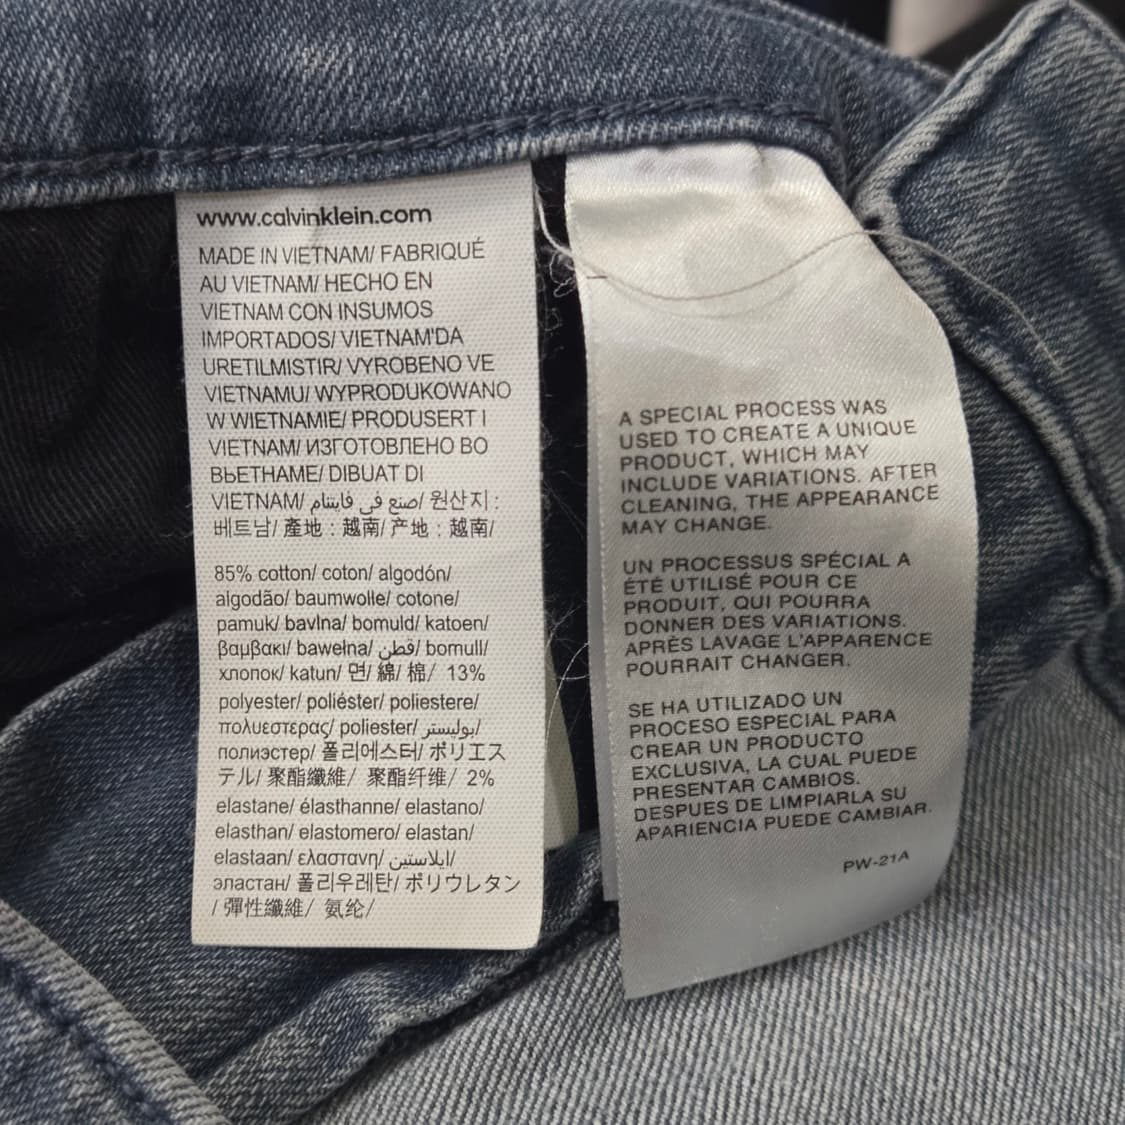 www.calvinklein.com
MADE IN VIETNAM/ FABRIQUÉ
AU VIETNAM/ HECHO EN
VIETNAM CON INSUMOS
IMPORTADOS/ VIETNAM'DA
URETILMISTIR/ VYROBENO VE
VIETNAMU/ WYPRODUKOWANO
W WIETNAMIE/ PRODUSERT I
VIETNAM/ ИЗГОТОВЛЕНО ВО
ВЬЕТНАМЕ/ DIBUAT DI
VIETNAM/ صنع في فايتنام/ 원산지 :
베트남/ 產地 : 越南/ 产地 : 越南/
85% cotton/ coton/ algodón/
algodão/ baumwolle/ cotone/
pamuk/ bavlna/ bomuld/ katoen/
βαμβακι/ bawełna/ قطن/ bomull/
хлопок/ katun/ 면/ 綿/ 棉/ 13%
polyester/ poliéster/ poliestere/
πολυεστερας/ poliester/ بوليستر/
полиэстер/ 폴리에스터/ ポリエス
テル/ 聚酯纖維/ 聚酯纤维/ 2%
elastane/ élasthanne/ elastano/
elasthan/ elastomero/ elastan/
elastaan/ ελαστανη/ ايلاستين/
эластан/ 폴리우레탄/ ポリウレタン
/ 彈性纖維/ 氨纶/
A SPECIAL PROCESS WAS
USED TO CREATE A UNIQUE
PRODUCT, WHICH MAY
INCLUDE VARIATIONS. AFTER
CLEANING, THE APPEARANCE
MAY CHANGE.
UN PROCESSUS SPÉCIAL A
ÉTÉ UTILISÉ POUR CE
PRODUIT, QUI POURRA
DONNER DES VARIATIONS.
APRÈS LAVAGE L'APPARENCE
POURRAIT CHANGER.
SE HA UTILIZADO UN
PROCESO ESPECIAL PARA
CREAR UN PRODUCTO
EXCLUSIVA, LA CUAL PUEDE
PRESENTAR CAMBIOS.
DESPUES DE LIMPIARLA SU
APARIENCIA PUEDE CAMBIAR.
PW-21A